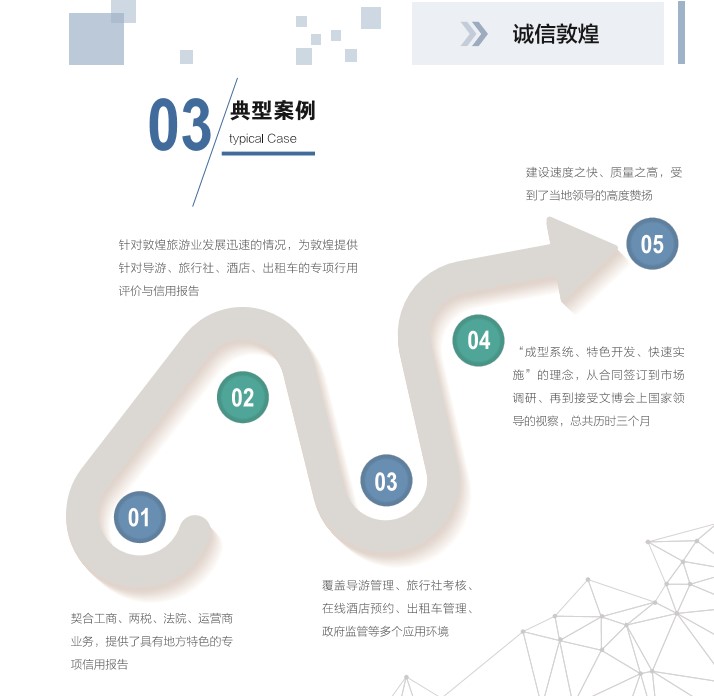 诚信敦煌
03
典型案例
typical Case
建设速度之快、质量之高，受
到了当地领导的高度赞扬
05
针对敦煌旅游业发展迅速的情况，为敦煌提供
针对导游、旅行社、酒店、出租车的专项行用
评价与信用报告
04
“成型系统、特色开发、快速实
施”的理念，从合同签订到市场
调研、再到接受文博会上国家领
导的视察，总共历时三个月
02
03
01
覆盖导游管理、旅行社考核、
在线酒店预约、出租车管理、
政府监管等多个应用环境
契合工商、两税、法院、运营商
业务，提供了具有地方特色的专
项信用报告